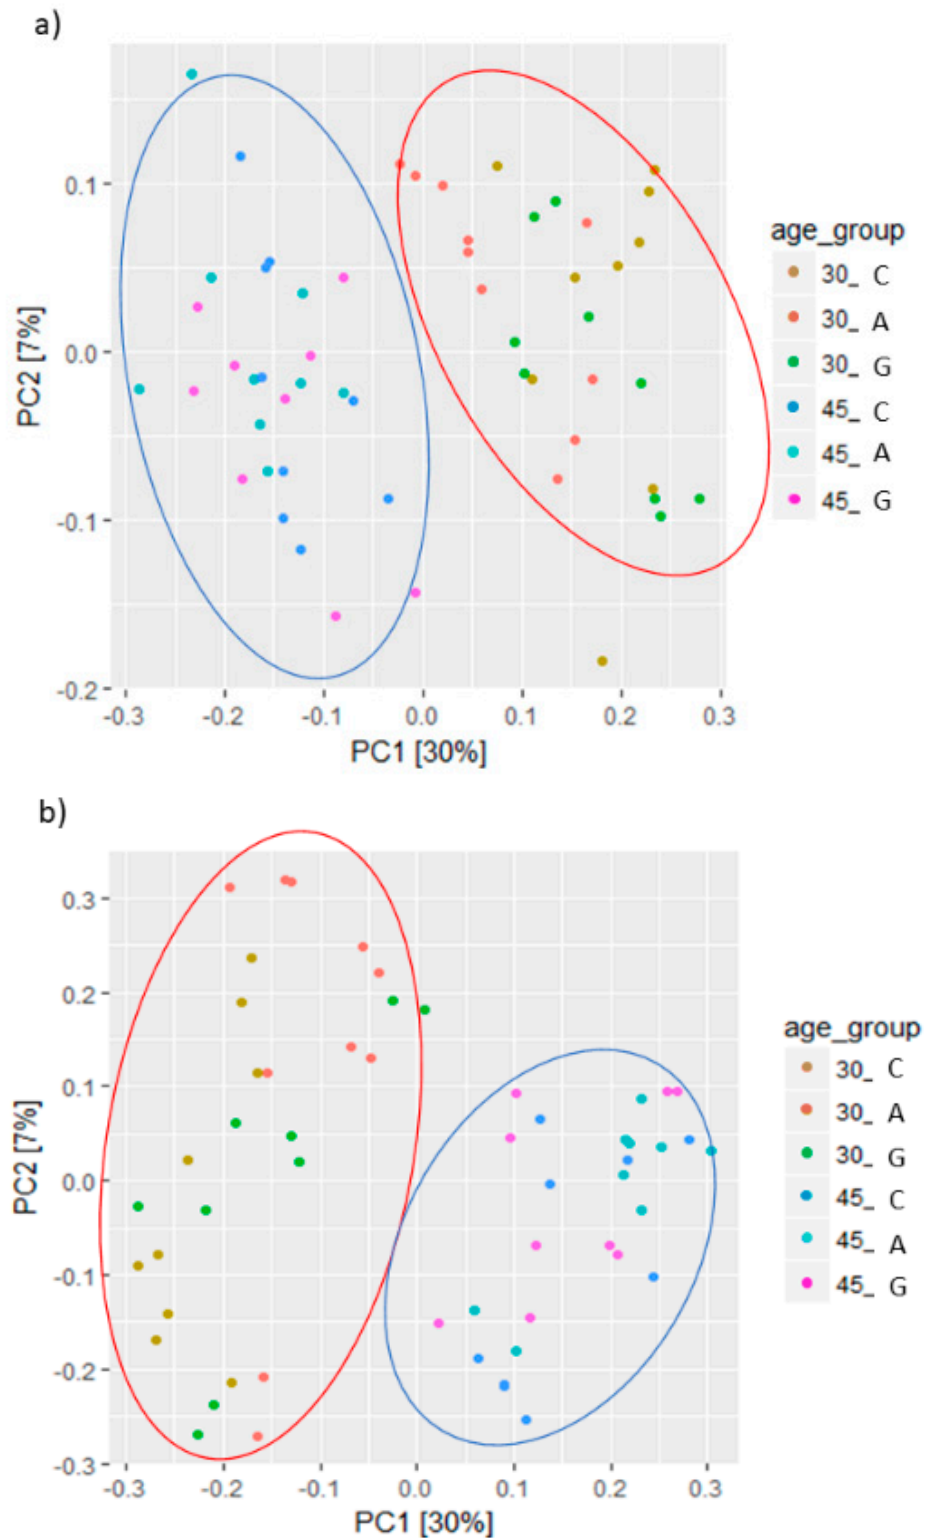 a)
0.1
0.0
-0.1
-0.2
PC2 [7%]
-0.3 -0.2 -0.1 0.0 0.1 0.2 0.3
PC1 [30%]
age_group
30_ C
30_ A
30_ G
45_ C
45_ A
45_ G
b)
0.3
0.2
0.1
0.0
-0.1
-0.2
-0.3
PC2 [7%]
-0.3 -0.2 -0.1 0.0 0.1 0.2 0.3
PC1 [30%]
age_group
30_ C
30_ A
30_ G
45_ C
45_ A
45_ G